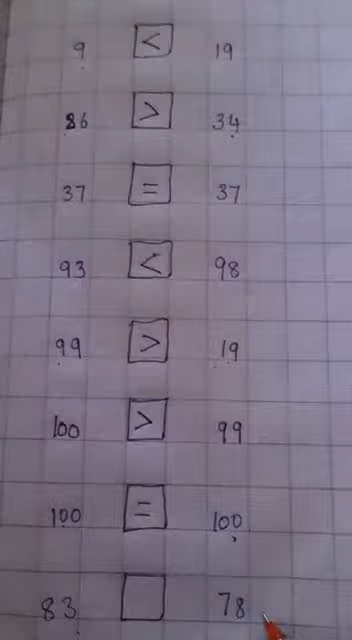 9 < 19
86 > 34
37 = 37
93 < 98
99 > 19
100 > 99
100 = 100
83 78